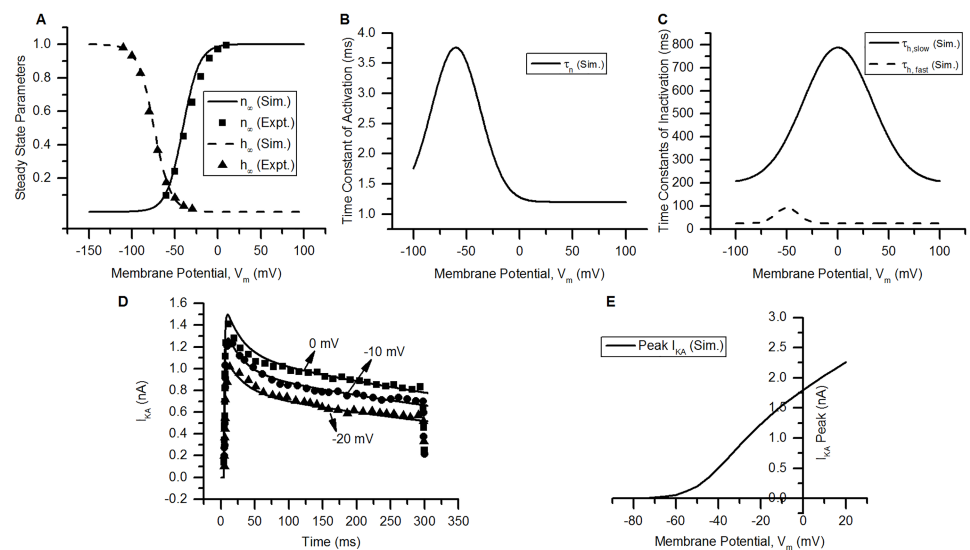 A
Steady State Parameters
1.0
0.8
0.6
0.4
0.2
n∞ (Sim.)
n∞ (Expt.)
h∞ (Sim.)
h∞ (Expt.)
-150 -100 -50 0 50 100
Membrane Potential, Vm (mV)
B
Time Constant of Activation (ms)
4.0
3.5
3.0
2.5
2.0
1.5
1.0
τn (Sim.)
-100 -50 0 50 100
Membrane Potential, Vm (mV)
C
Time Constants of Inactivation (ms)
800
700
600
500
400
300
200
100
0
τh,slow (Sim.)
τh,fast (Sim.)
-100 -50 0 50 100
Membrane Potential, Vm (mV)
D
IKA (nA)
1.6
1.4
1.2
1.0
0.8
0.6
0.4
0.2
0.0
-0.2
0 mV
-10 mV
-20 mV
0 50 100 150 200 250 300 350
Time (ms)
E
Peak IKA (Sim.)
3.0
2.5
2.0
1.5
1.0
0.5
0.0
IKA Peak (nA)
-80 -60 -40 -20 0 20
Membrane Potential, Vm (mV)